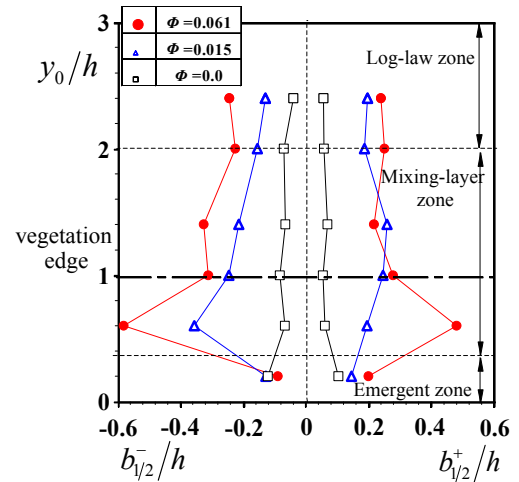 Φ=0.061
Φ=0.015
Φ=0.0
y₀/h
3
2
1
0
Log-law zone
Mixing-layer
zone
vegetation
edge
Emergent zone
-0.6 -0.4 -0.2 0 0.2 0.4 0.6
b⁻₁/₂/h b⁺₁/₂/h